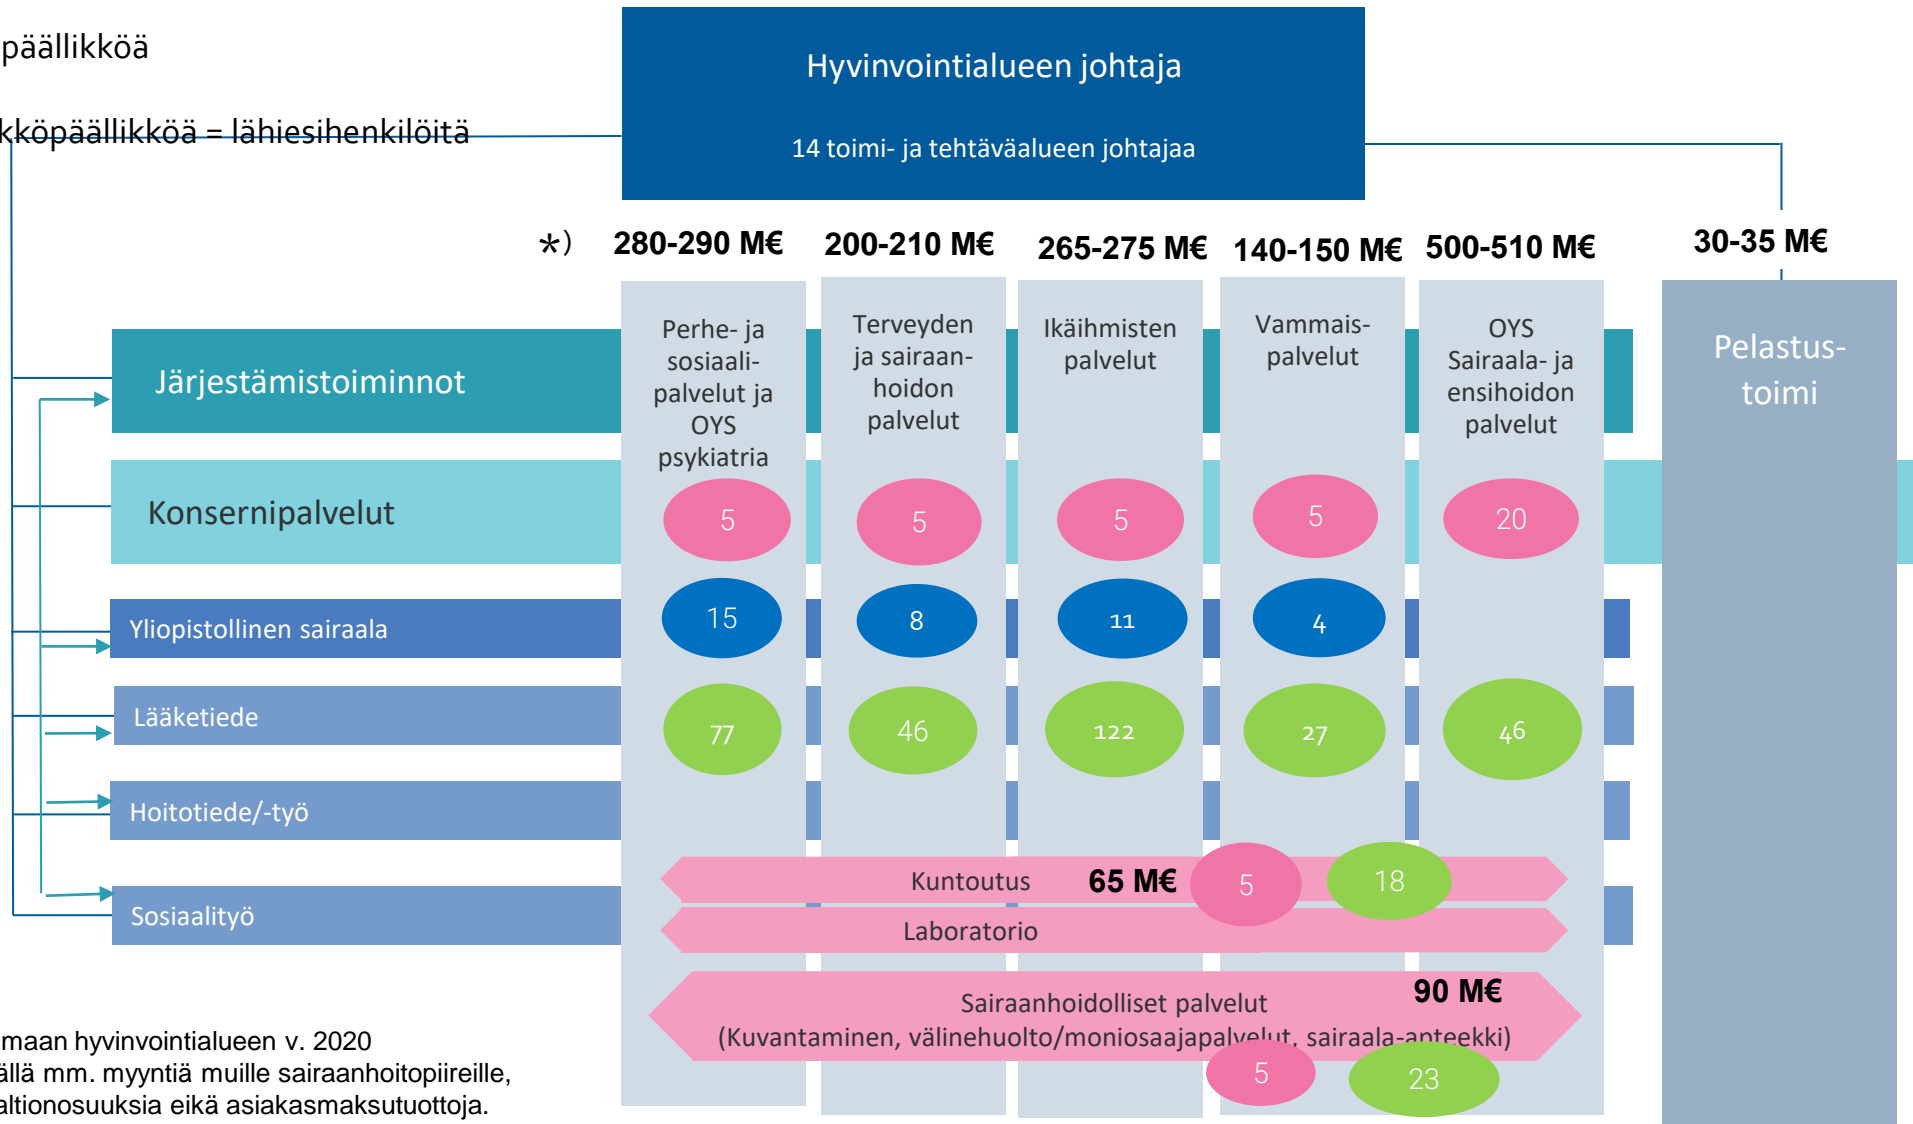 päällikköä
kköpäällikköä = lähiesihenkilöitä
Hyvinvointialueen johtaja
14 toimi- ja tehtäväalueen johtajaa
*)
280-290 M€
200-210 M€
265-275 M€
140-150 M€
500-510 M€
30-35 M€
Perhe- ja
sosiaali-
palvelut ja
OYS
psykiatria
Terveyden
ja sairaan-
hoidon
palvelut
Ikäihmisten
palvelut
Vammais-
palvelut
OYS
Sairaala- ja
ensihoidon
palvelut
Pelastus-
toimi
Järjestämistoiminnot
Konsernipalvelut
5
5
5
5
20
Yliopistollinen sairaala
15
8
11
4
Lääketiede
77
46
122
27
46
Hoitotiede/-työ
Kuntoutus
65 M€
5
18
Sosiaalityö
Laboratorio
Sairaanhoidolliset palvelut
90 M€
(Kuvantaminen, välinehuolto/moniosaajapalvelut, sairaala-apteekki)
5
23
maan hyvinvointialueen v. 2020
ällä mm. myyntiä muille sairaanhoitopiireille,
altionosuuksia eikä asiakasmaksutuottoja.